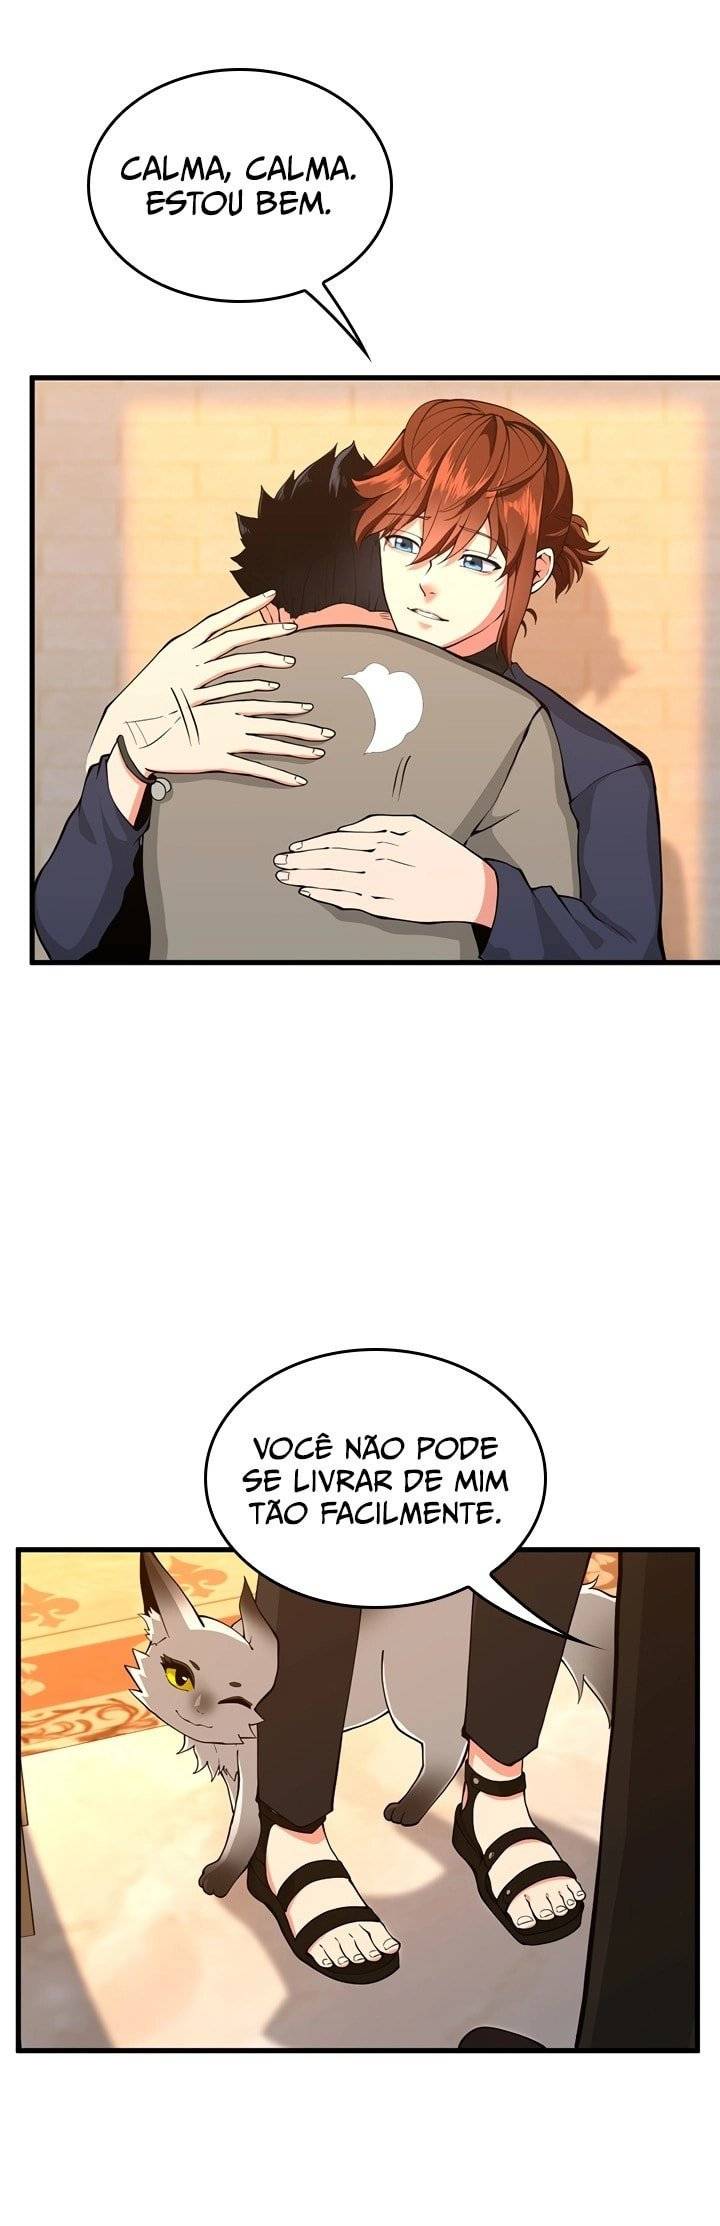 CALMA, CALMA.
ESTOU BEM.
VOCÊ NÃO PODE
SE LIVRAR DE MIM
TÃO FACILMENTE.